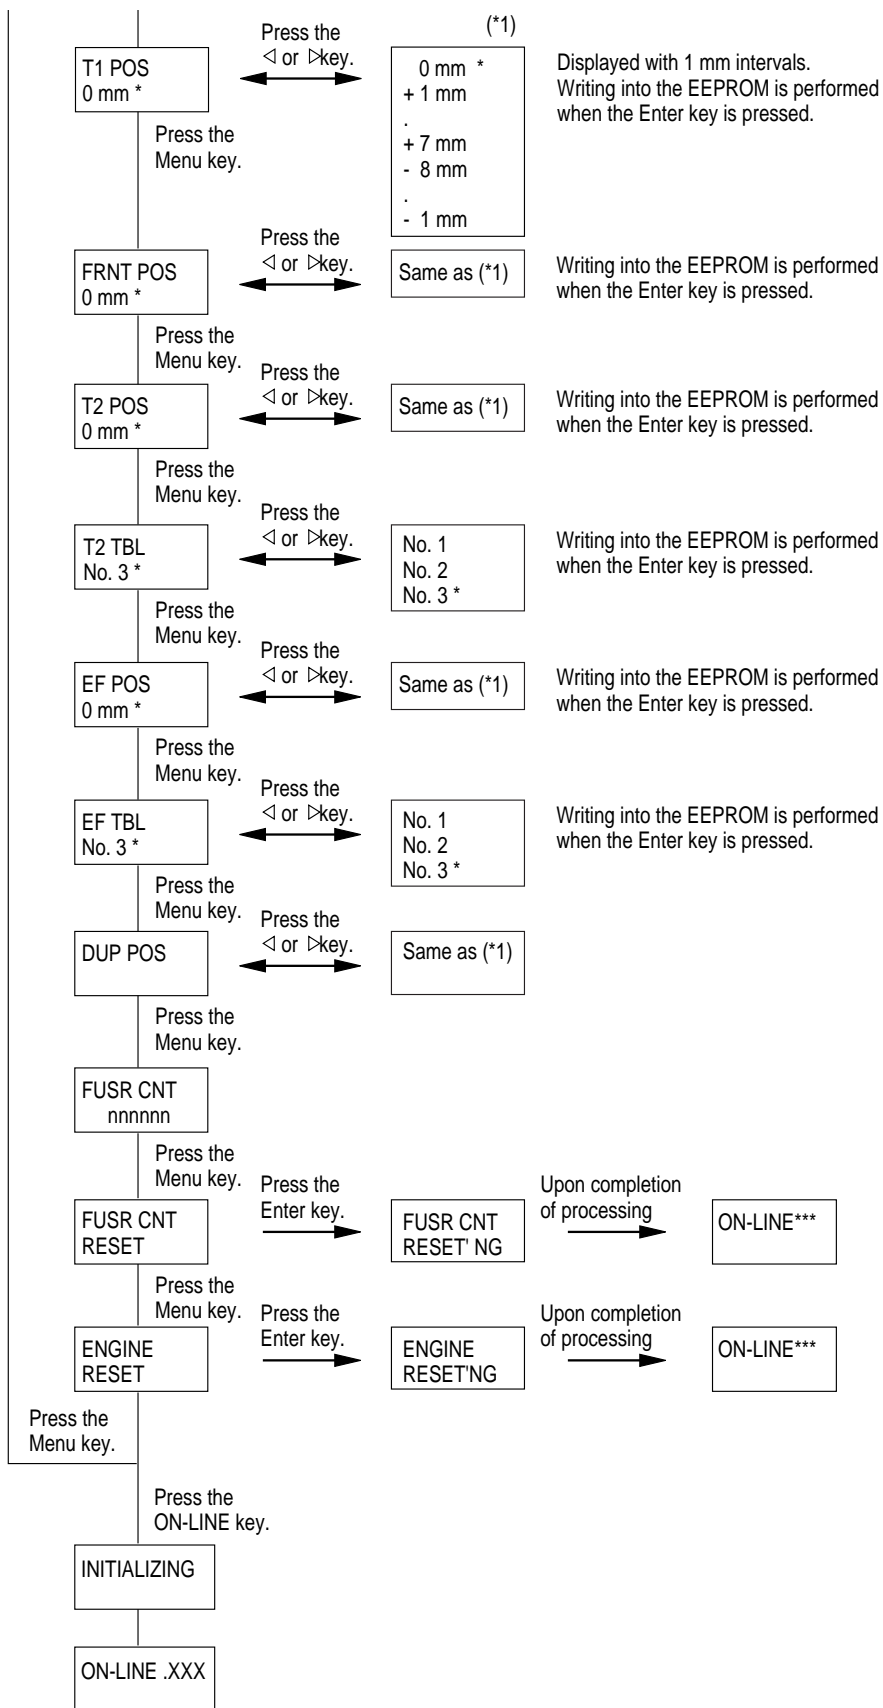 (*1)
T1 POS
0 mm *
Press the
◁ or ▷key.
0 mm *
+ 1 mm
.
+ 7 mm
- 8 mm
.
- 1 mm
Displayed with 1 mm intervals.
Writing into the EEPROM is performed
when the Enter key is pressed.
Press the
Menu key.
FRNT POS
0 mm *
Press the
◁ or ▷key.
Same as (*1)
Writing into the EEPROM is performed
when the Enter key is pressed.
Press the
Menu key.
T2 POS
0 mm *
Press the
◁ or ▷key.
Same as (*1)
Writing into the EEPROM is performed
when the Enter key is pressed.
Press the
Menu key.
T2 TBL
No. 3 *
Press the
◁ or ▷key.
No. 1
No. 2
No. 3 *
Writing into the EEPROM is performed
when the Enter key is pressed.
Press the
Menu key.
EF POS
0 mm *
Press the
◁ or ▷key.
Same as (*1)
Writing into the EEPROM is performed
when the Enter key is pressed.
Press the
Menu key.
EF TBL
No. 3 *
Press the
◁ or ▷key.
No. 1
No. 2
No. 3 *
Writing into the EEPROM is performed
when the Enter key is pressed.
Press the
Menu key.
DUP POS
Press the
◁ or ▷key.
Same as (*1)
Press the
Menu key.
FUSR CNT
nnnnnn
Press the
Menu key.
FUSR CNT
RESET
Press the
Enter key.
FUSR CNT
RESET' NG
Upon completion
of processing
ON-LINE***
Press the
Menu key.
ENGINE
RESET
Press the
Enter key.
ENGINE
RESET'NG
Upon completion
of processing
ON-LINE***
Press the
Menu key.
Press the
ON-LINE key.
INITIALIZING
ON-LINE .XXX